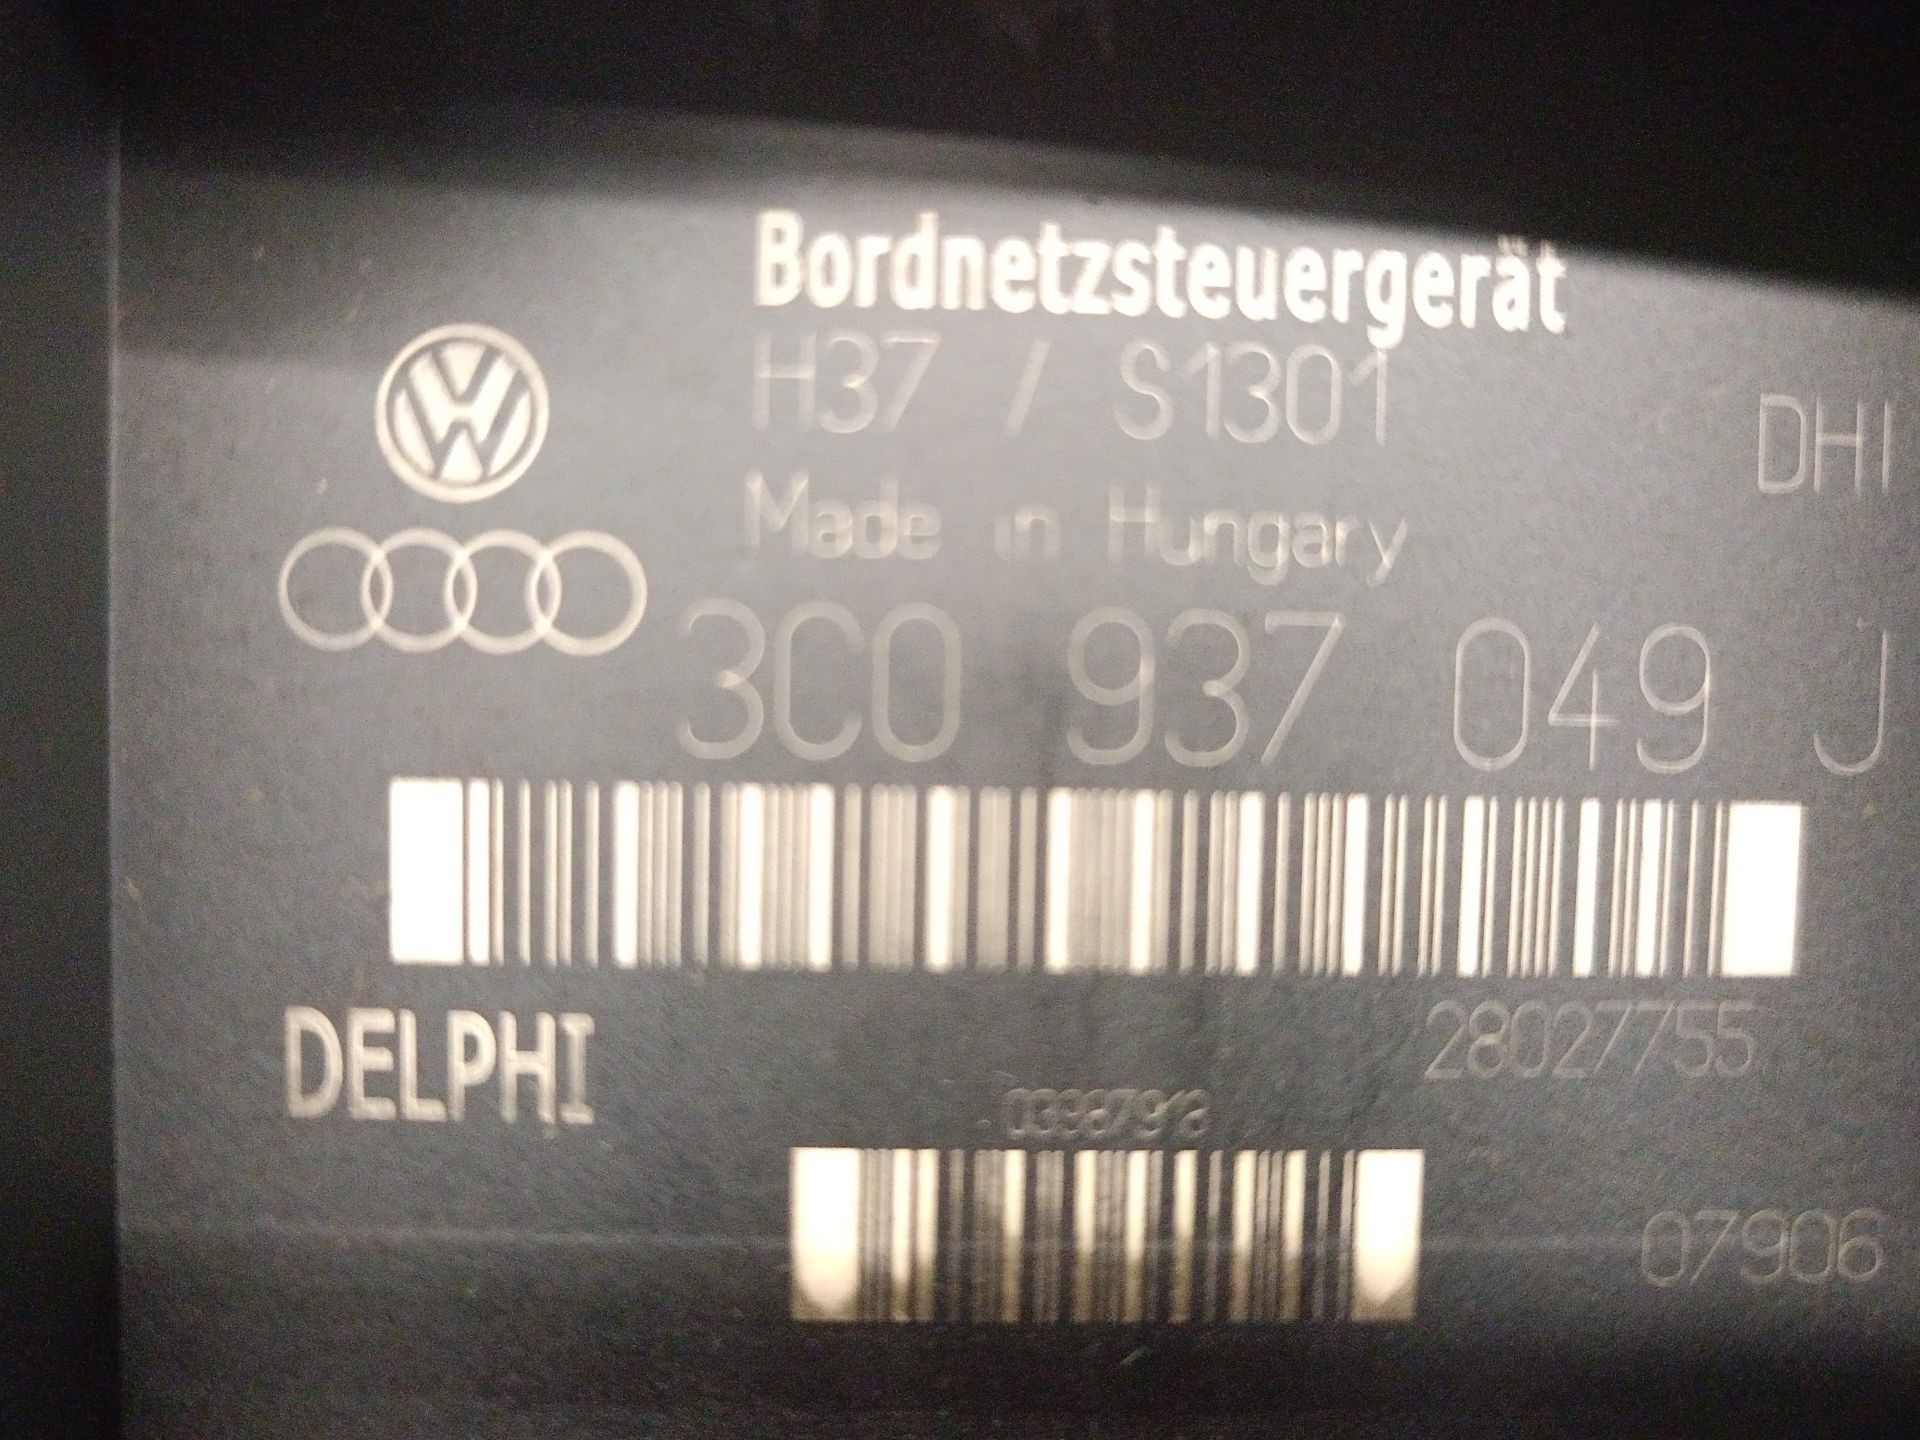 Bordnetzsteuergerät
H37 / S1301
DHI
Made in Hungary
3C0 937 049 J
28027755
DELPHI
07906